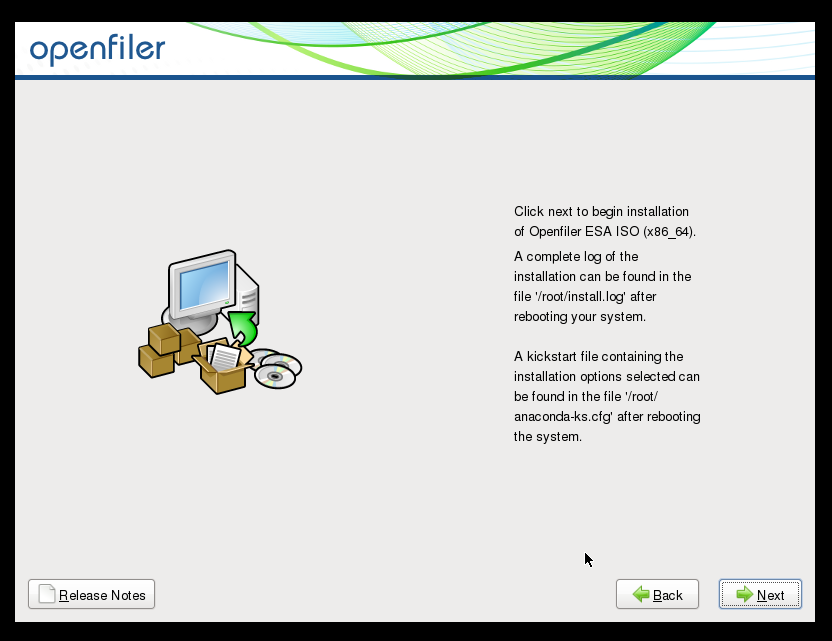 openfiler
Click next to begin installation
of Openfiler ESA ISO (x86_64).
A complete log of the
installation can be found in the
file '/root/install.log' after
rebooting your system.
A kickstart file containing the
installation options selected can
be found in the file '/root/
anaconda-ks.cfg' after rebooting
the system.
Release Notes
Back
Next